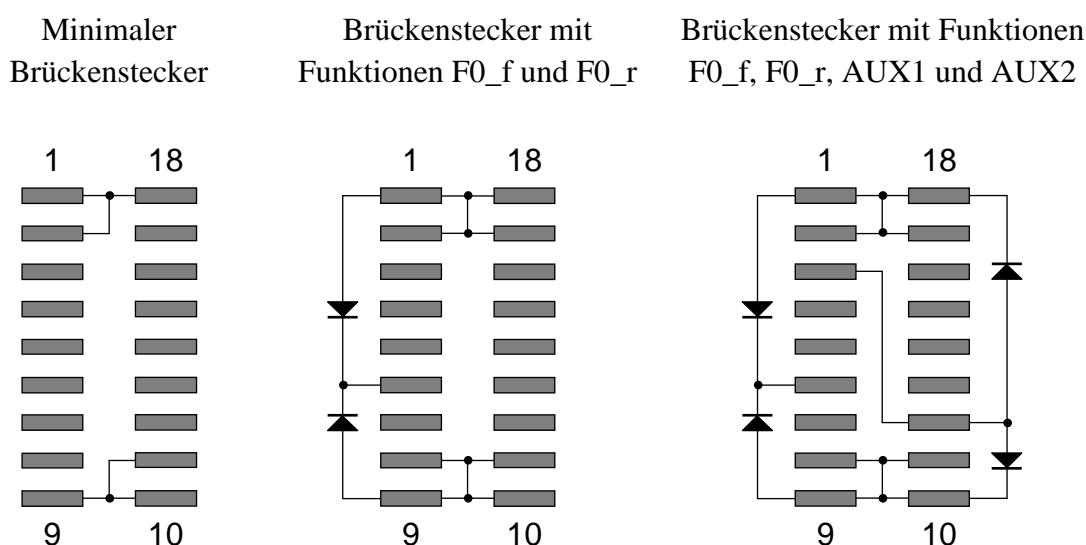 Minimaler
Brückenstecker
Brückenstecker mit
Funktionen F0_f und F0_r
Brückenstecker mit Funktionen
F0_f, F0_r, AUX1 und AUX2
1 18
9 10
1 18
9 10
1 18
9 10